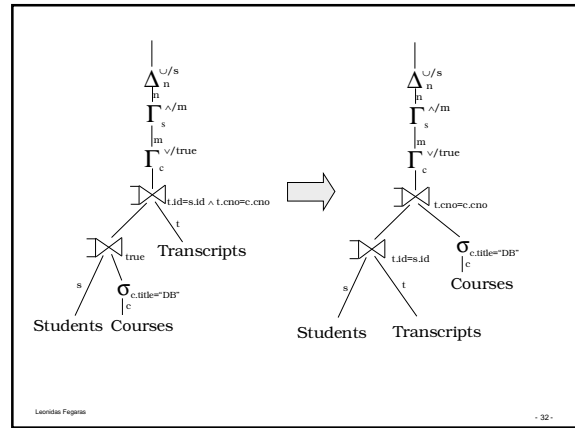 Δ ∪/s n
n
Γ ∧/m s
m
Γ ∨/true c
t.id=s.id ∧ t.cno=c.cno
t
Transcripts
true
s
σ c.title="DB"
c
Students Courses
Δ ∪/s n
n
Γ ∧/m s
m
Γ ∨/true c
t.cno=c.cno
t.id=s.id
σ c.title="DB"
c
Courses
s
t
Students Transcripts
Leonidas Fegaras
- 32-